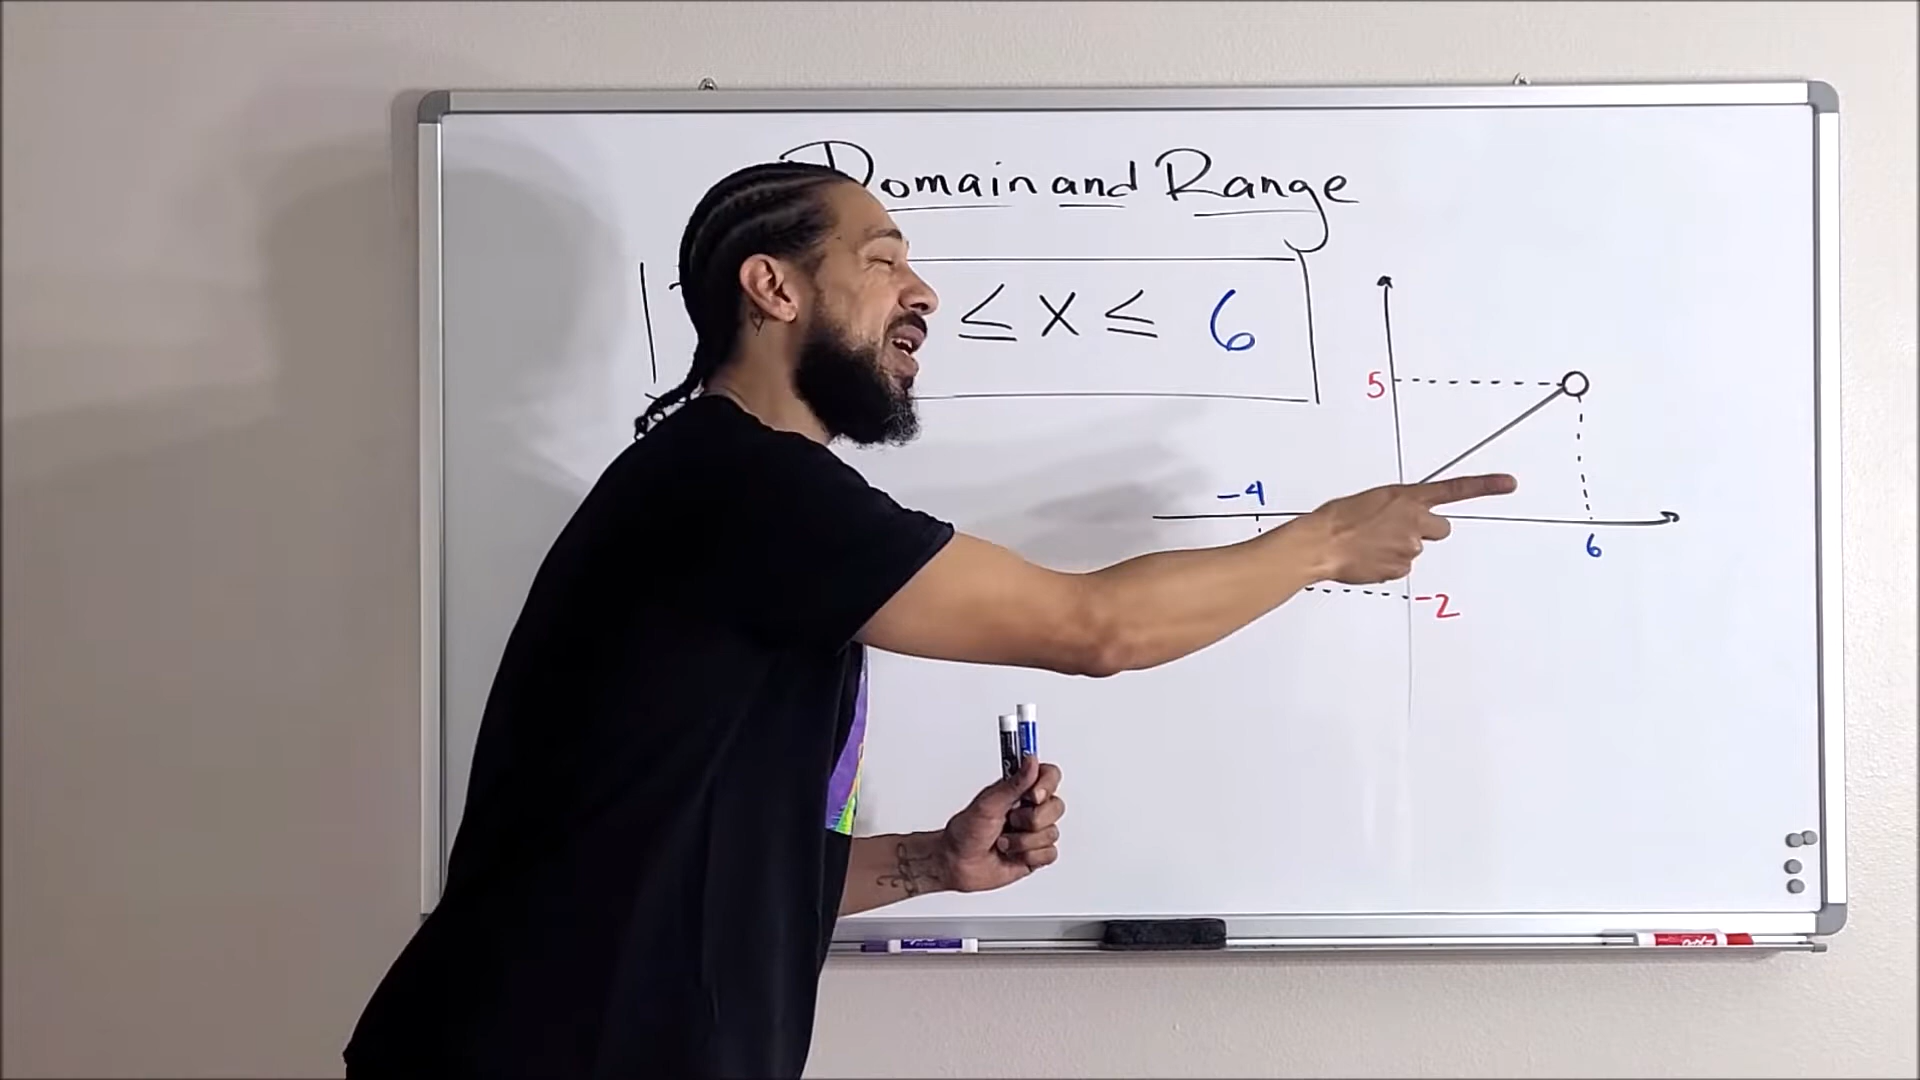 Domain and Range
≤ x ≤ 6
5
-4
6
-2